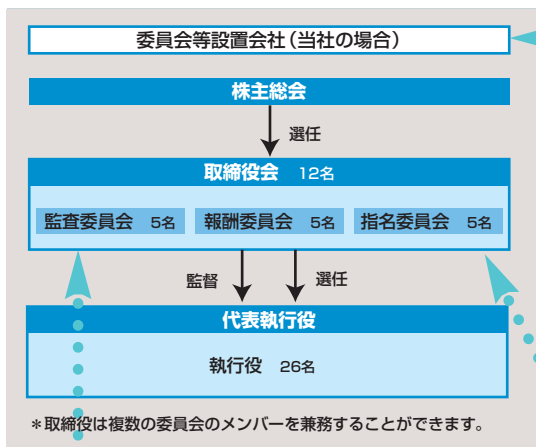 委員会等設置会社(当社の場合)
株主総会
選任
取締役会 12名
監査委員会 5名 報酬委員会 5名 指名委員会 5名
監督 選任
代表執行役
執行役 26名
＊取締役は複数の委員会のメンバーを兼務することができます。